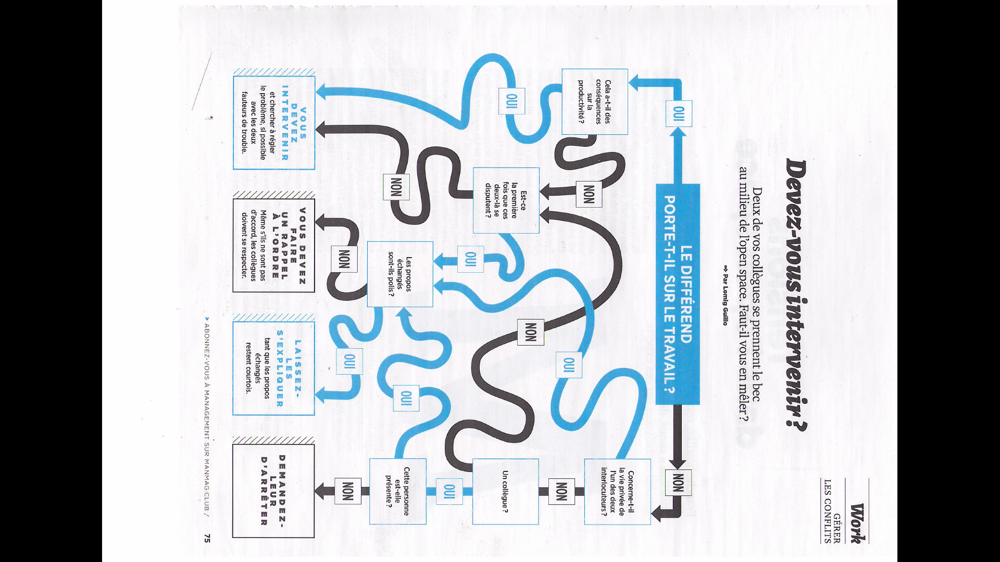 Work
GÉRER
LES CONFLITS
Devez-vous intervenir ?
Deux de vos collègues se prennent le bec
au milieu de l'open space. Faut-il vous en mêler ?
Par Lomig Guillo
LE DIFFÉREND
PORTE-T-IL SUR LE TRAVAIL ?
OUI
NON
Cela a-t-il des
conséquences
sur la
productivité ?
Concerne-t-il
la vie privée de
l'un des deux
interlocuteurs ?
NON
OUI
NON
OUI
Est-ce
la première
fois que ces
deux-là se
disputent ?
NON
Un collègue ?
OUI
OUI
NON
Les propos
échangés
sont-ils polis ?
OUI
Cette personne
est-elle
présente ?
NON
OUI
NON
VOUS
DEVEZ
INTERVENIR
et chercher à régler
le problème, si possible
avec les deux
fauteurs de trouble.
VOUS DEVEZ
FAIRE
UN RAPPEL
À L'ORDRE
Même s'ils ne sont pas
d'accord, les collègues
doivent se respecter.
LAISSEZ-
LES
S'EXPLIQUER
tant que les propos
échangés
restent courtois.
DEMANDEZ-
LEUR
D'ARRÊTER
> ABONNEZ-VOUS À MANAGEMENT SUR MANMAG.CLUB / 75